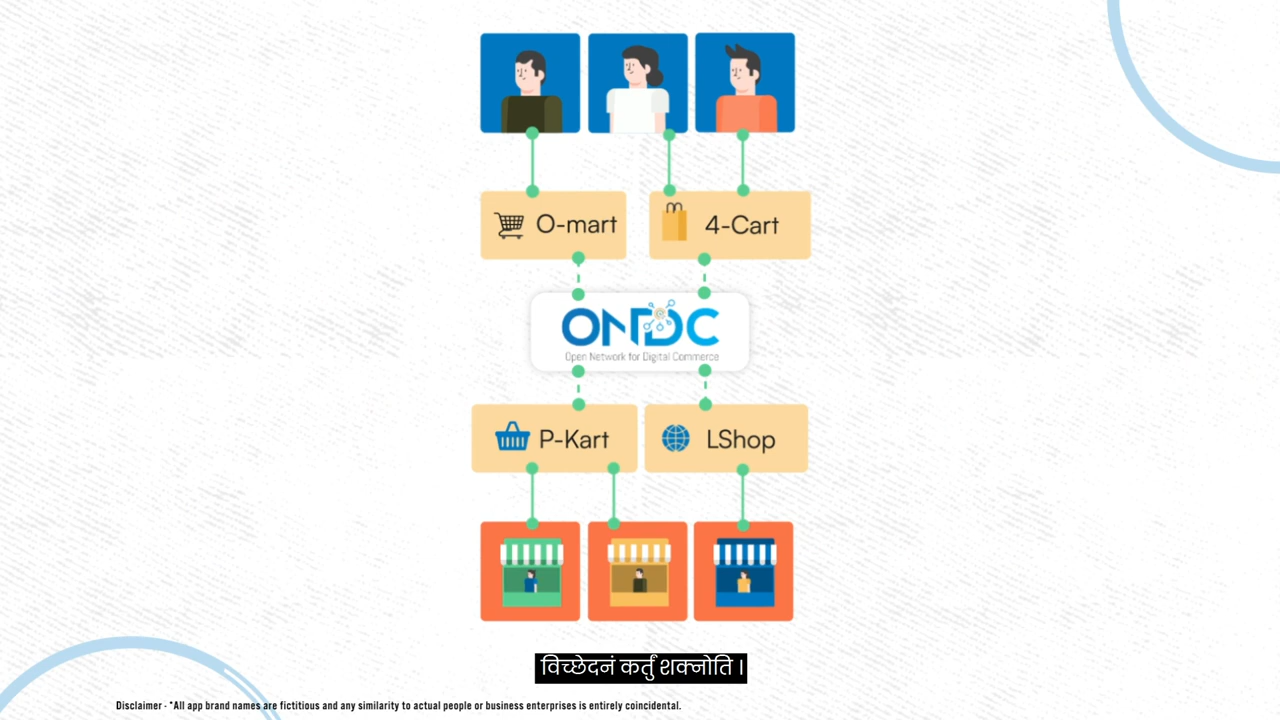 O-mart
4-Cart
ONDC
Open Network for Digital Commerce
P-Kart
LShop
विच्छेदनं कर्तुं शक्नोति ।
Disclaimer - *All app brand names are fictitious and any similarity to actual people or business enterprises is entirely coincidental.